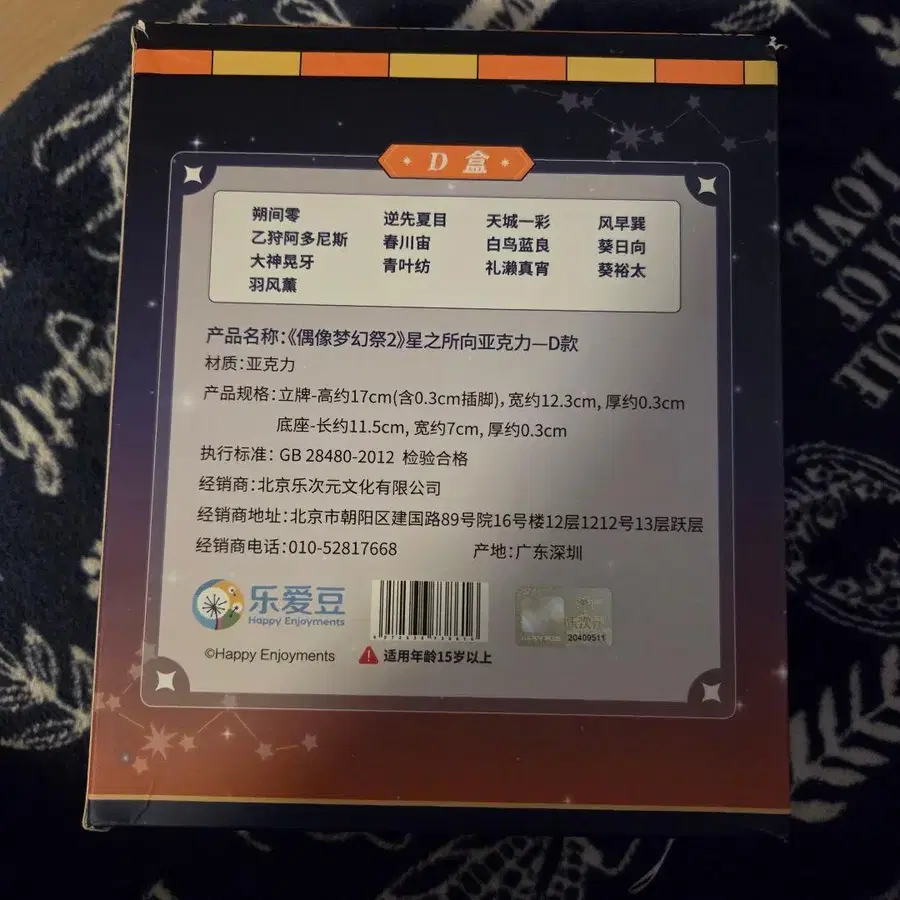 D 盒
朔间零 逆先夏目 天城一彩 风早巽
乙狩阿多尼斯 春川宙 白鸟蓝良 葵日向
大神晃牙 青叶纺 礼濑真宵 葵裕太
羽风薰
产品名称:《偶像梦幻祭2》星之所向亚克力—D款
材质:亚克力
产品规格:立牌-高约17cm(含0.3cm插脚),宽约12.3cm,厚约0.3cm
底座-长约11.5cm,宽约7cm,厚约0.3cm
执行标准: GB 28480-2012 检验合格
经销商:北京乐次元文化有限公司
经销商地址:北京市朝阳区建国路89号院16号楼12层1212号13层跃层
经销商电话:010-52817668 产地:广东深圳
乐爱豆
Happy Enjoyments
20409511
©Happy Enjoyments
适用年龄15岁以上
LOVE